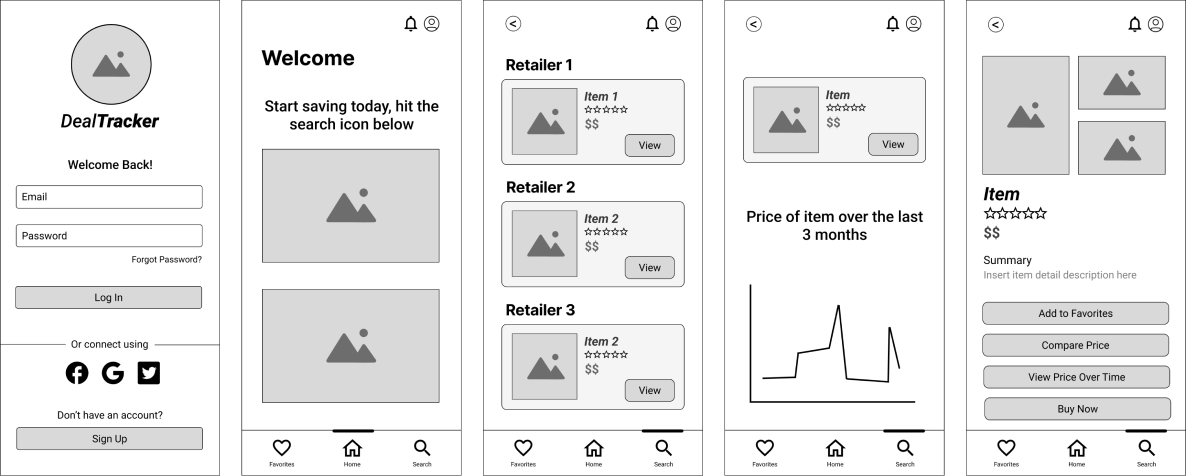 DealTracker
Welcome Back!
Email
Password
Forgot Password?
Log In
Or connect using
Don't have an account?
Sign Up
Welcome
Start saving today, hit the
search icon below
Favorites
Home
Search
<
Retailer 1
Item 1
$$
View
Retailer 2
Item 2
$$
View
Retailer 3
Item 2
$$
View
Favorites
Home
Search
<
Item
$$
View
Price of item over the last
3 months
Favorites
Home
Search
<
Item
$$
Summary
Insert item detail description here
Add to Favorites
Compare Price
View Price Over Time
Buy Now
Favorites
Home
Search